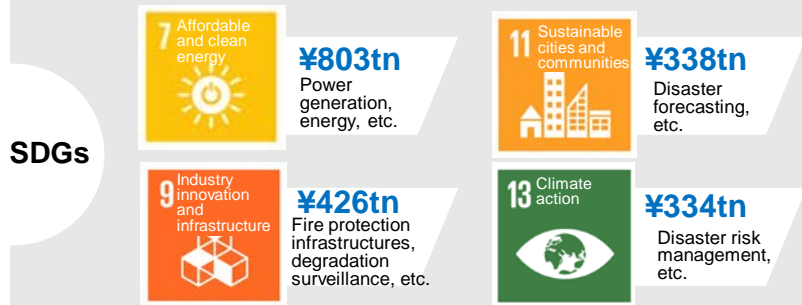 SDGs
7 Affordable
and clean
energy
¥803tn
Power
generation,
energy, etc.
11 Sustainable
cities and
communities
¥338tn
Disaster
forecasting,
etc.
9 Industry
innovation
and
infrastructure
¥426tn
Fire protection
infrastructures,
degradation
surveillance, etc.
13 Climate
action
¥334tn
Disaster risk
management,
etc.